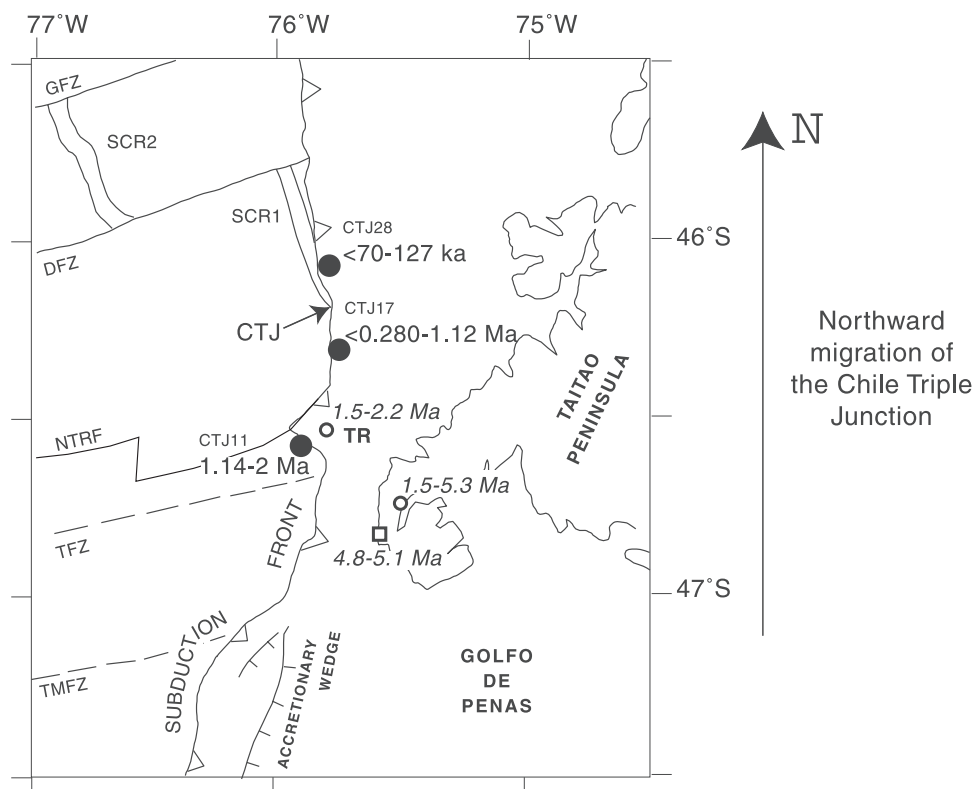 77˚W
76˚W
75˚W
GFZ
SCR2
N
SCR1
CTJ28
<70-127 ka
46˚S
DFZ
CTJ17
CTJ
<0.280-1.12 Ma
Northward
migration of
the Chile Triple
Junction
TAITAO
PENINSULA
1.5-2.2 Ma
TR
NTRF
CTJ11
1.14-2 Ma
1.5-5.3 Ma
TFZ
FRONT
4.8-5.1 Ma
47˚S
SUBDUCTION
TMFZ
ACCRETIONARY
WEDGE
GOLFO
DE
PENAS